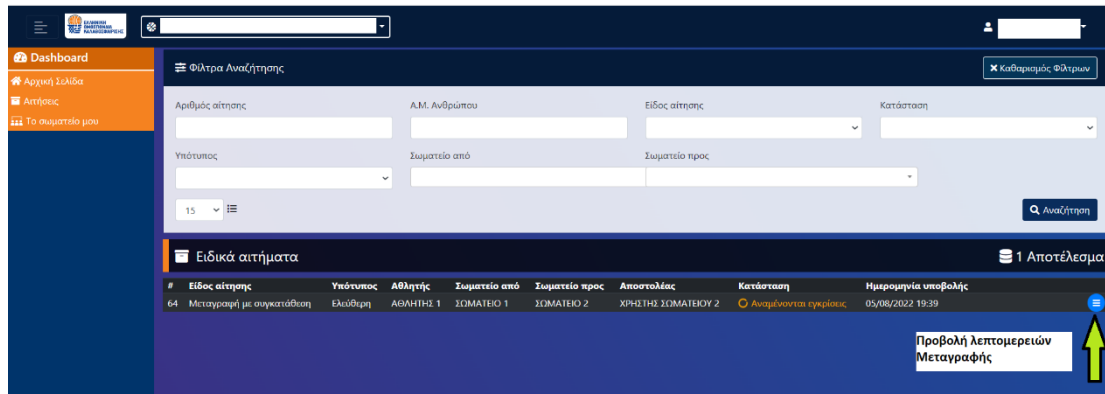 ΕΛΛΗΝΙΚΗ
ΟΜΟΣΠΟΝΔΙΑ
ΚΑΛΑΘΟΣΦΑΙΡΙΣΗΣ
Dashboard
Αρχική Σελίδα
Αιτήσεις
Το σωματείο μου
Φίλτρα Αναζήτησης
Καθαρισμός Φίλτρων
Αριθμός αίτησης Α.Μ. Ανθρώπου Είδος αίτησης Κατάσταση
Υπότυπος Σωματείο από Σωματείο προς
15
Αναζήτηση
Ειδικά αιτήματα 1 Αποτέλεσμα
# Είδος αίτησης Υπότυπος Αθλητής Σωματείο από Σωματείο προς Αποστολέας Κατάσταση Ημερομηνία υποβολής
64 Μεταγραφή με συγκατάθεση Ελεύθερη ΑΘΛΗΤΗΣ 1 ΣΩΜΑΤΕΙΟ 1 ΣΩΜΑΤΕΙΟ 2 ΧΡΗΣΤΗΣ ΣΩΜΑΤΕΙΟΥ 2 Αναμένονται εγκρίσεις 05/08/2022 19:39
Προβολή λεπτομερειών
Μεταγραφής